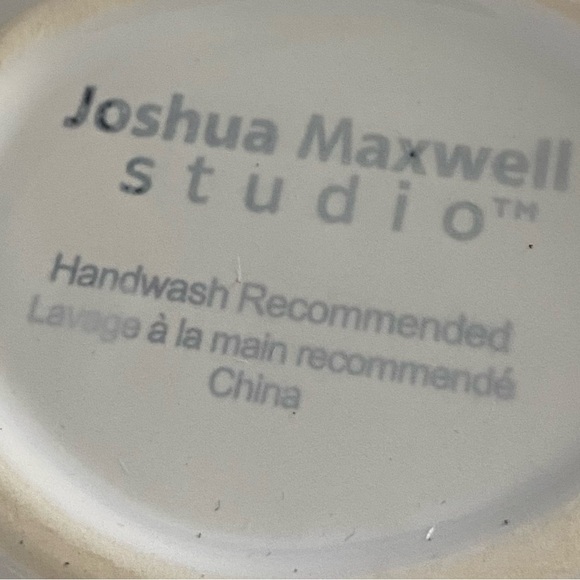 Joshua Maxwell
studio™
Handwash Recommended
Lavage à la main recommendé
China